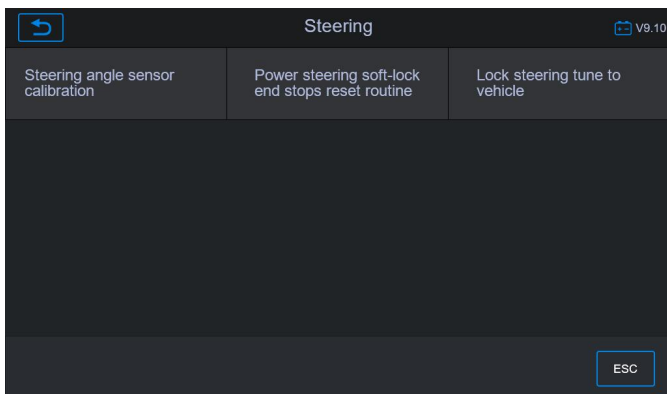 Steering
V9.10
Steering angle sensor
calibration
Power steering soft-lock
end stops reset routine
Lock steering tune to
vehicle
ESC